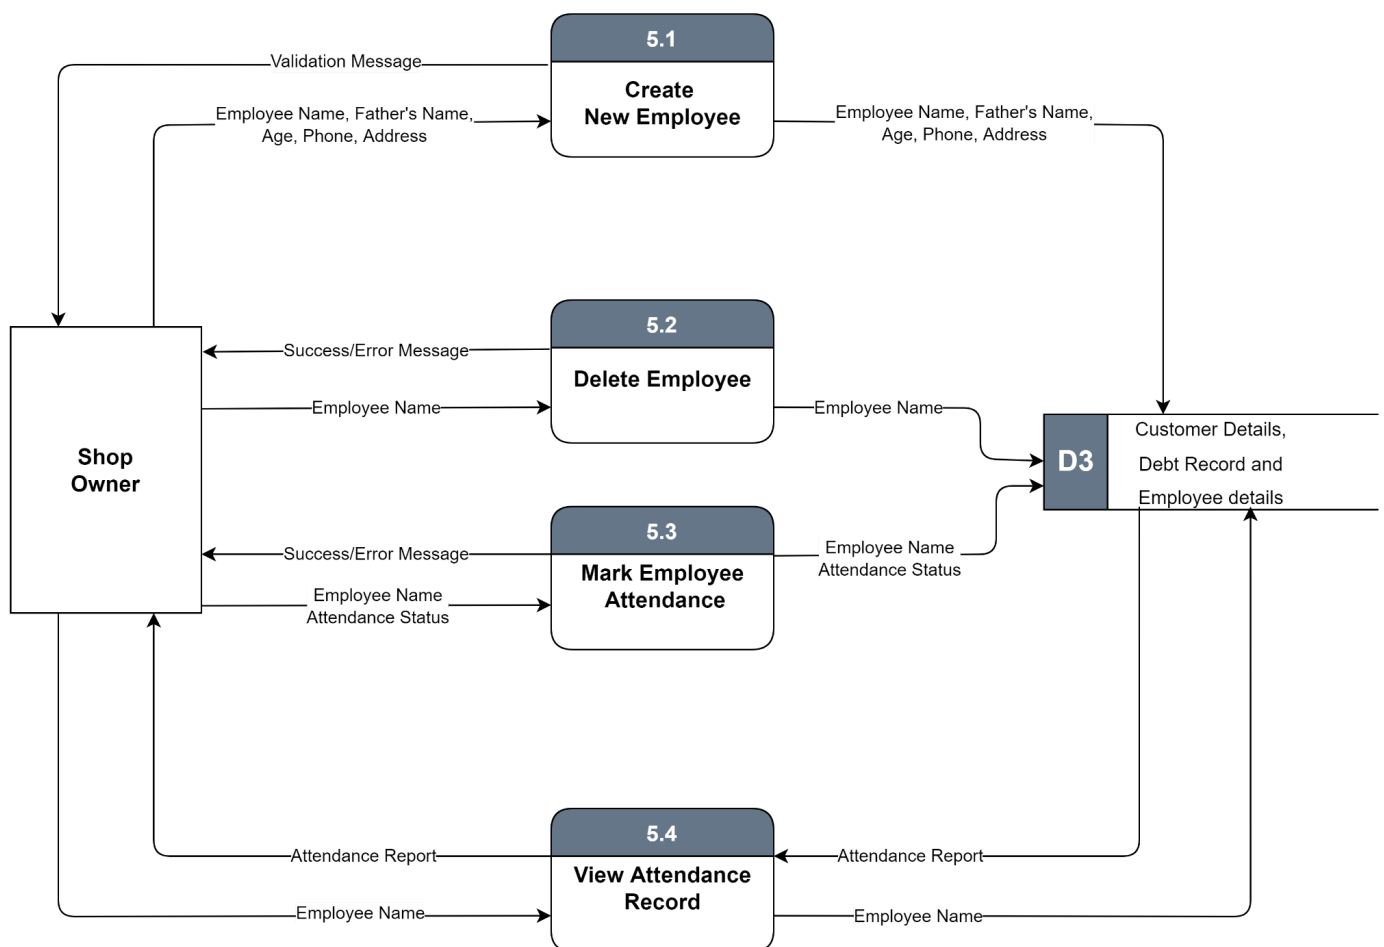 5.1
Validation Message
Create
New Employee
Employee Name, Father's Name,
Age, Phone, Address
Employee Name, Father's Name,
Age, Phone, Address
5.2
Success/Error Message
Delete Employee
Employee Name
Employee Name
Shop
Owner
D3
Customer Details,
Debt Record and
Employee details
5.3
Success/Error Message
Mark Employee
Attendance
Employee Name
Attendance Status
Employee Name
Attendance Status
5.4
Attendance Report
Attendance Report
View Attendance
Record
Employee Name
Employee Name